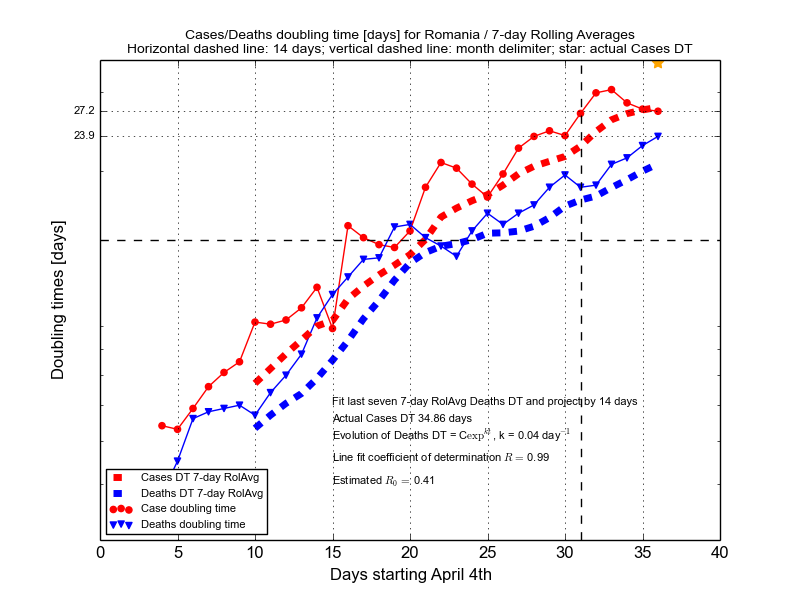 Cases/Deaths doubling time [days] for Romania / 7-day Rolling Averages
Horizontal dashed line: 14 days; vertical dashed line: month delimiter; star: actual Cases DT
27.2
23.9
Doubling times [days]
Fit last seven 7-day RolAvg Deaths DT and project by 14 days
Actual Cases DT 34.86 days
Evolution of Deaths DT = Cexp^kt, k = 0.04 day^-1
Line fit coefficient of determination R = 0.99
Estimated R_0 = 0.41
Cases DT 7-day RolAvg
Deaths DT 7-day RolAvg
Case doubling time
Deaths doubling time
0 5 10 15 20 25 30 35 40
Days starting April 4th